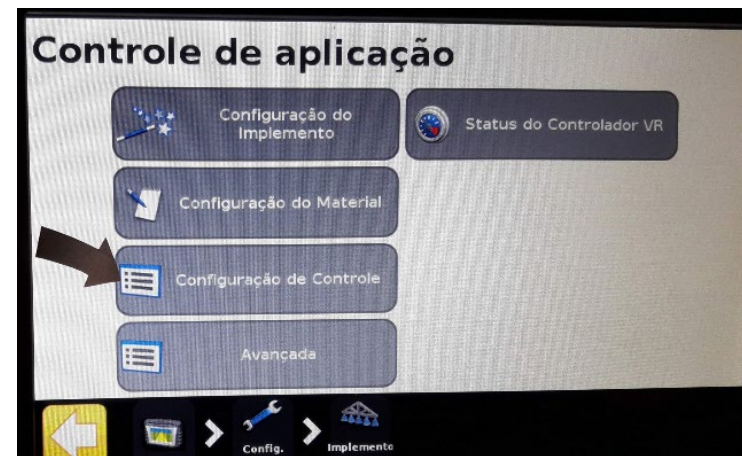 Controle de aplicação
Configuração do
Implemento
Status do Controlador VR
Configuração do Material
Configuração de Controle
Avançada
Config.
Implemento